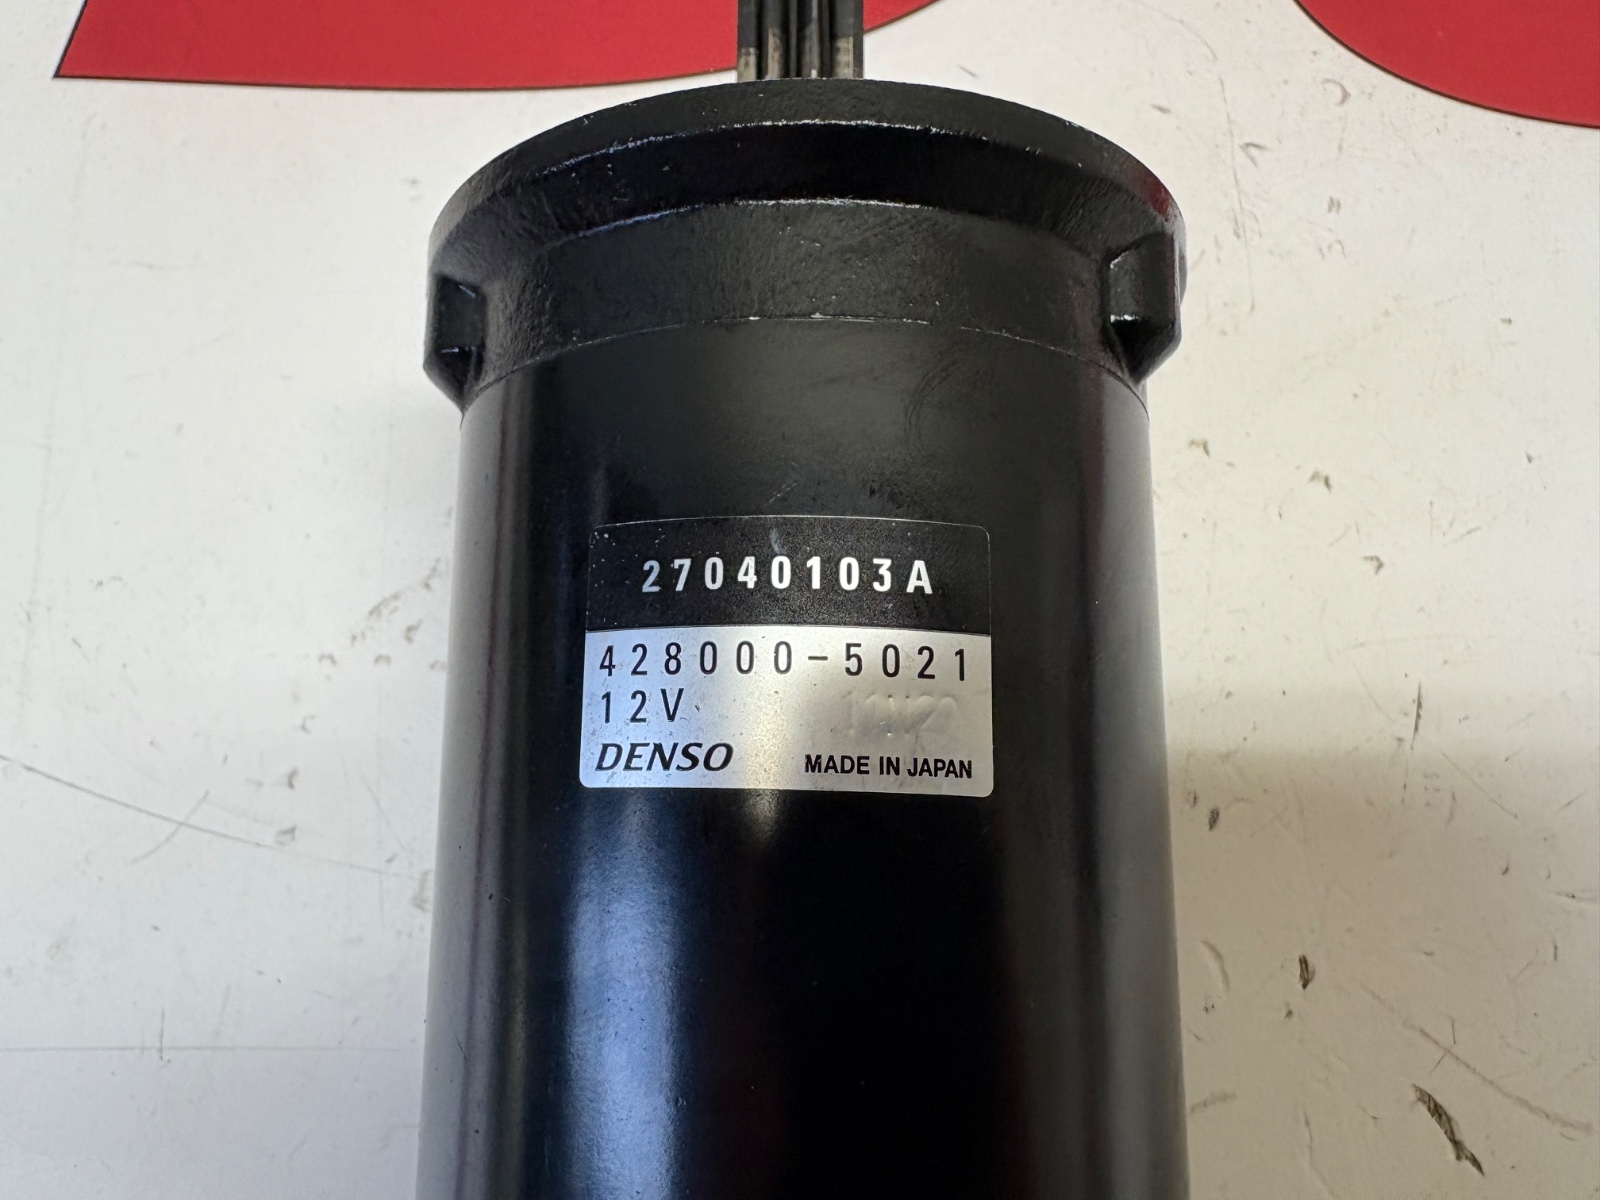 27040103A
428000-5021
12V
DENSO
MADE IN JAPAN